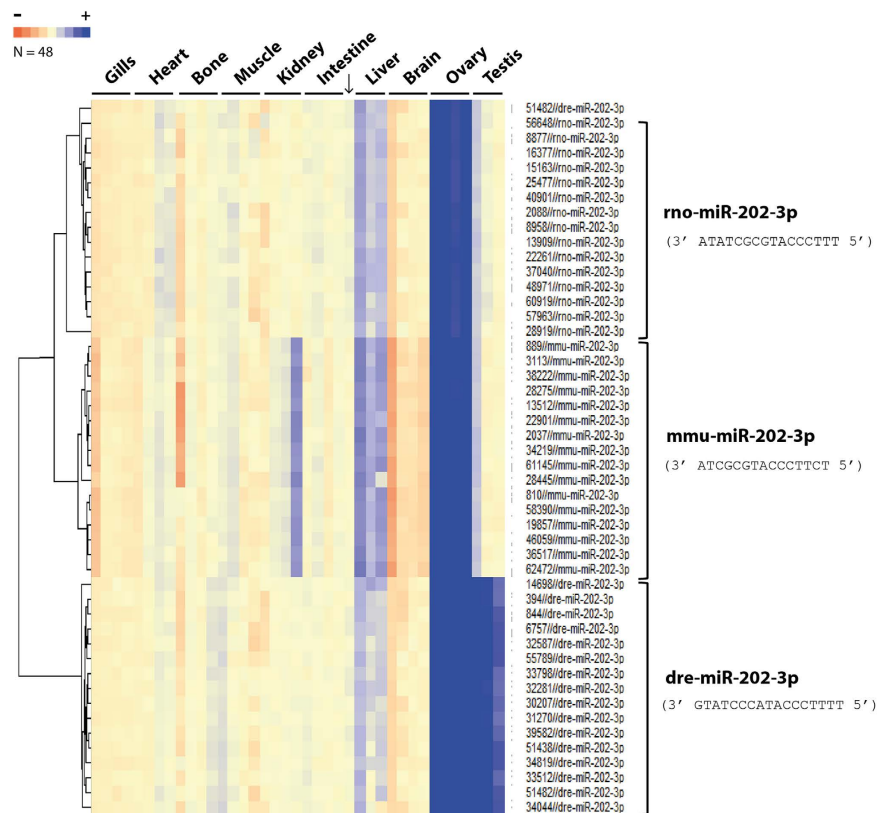 - +
N = 48
Gills Heart Bone Muscle Kidney Intestine Liver Brain Ovary Testis
51482//dre-miR-202-3p
56648//rno-miR-202-3p
8877//rno-miR-202-3p
16377//rno-miR-202-3p
15163//rno-miR-202-3p
25477//rno-miR-202-3p
40901//rno-miR-202-3p
2088//rno-miR-202-3p
8958//rno-miR-202-3p
13909//rno-miR-202-3p
22261//rno-miR-202-3p
37040//rno-miR-202-3p
48971//rno-miR-202-3p
60919//rno-miR-202-3p
57963//rno-miR-202-3p
28919//rno-miR-202-3p
rno-miR-202-3p
(3' ATATCGCGTACCCTTT 5')
889//mmu-miR-202-3p
3113//mmu-miR-202-3p
38222//mmu-miR-202-3p
28275//mmu-miR-202-3p
13512//mmu-miR-202-3p
22901//mmu-miR-202-3p
2037//mmu-miR-202-3p
34219//mmu-miR-202-3p
61145//mmu-miR-202-3p
28445//mmu-miR-202-3p
810//mmu-miR-202-3p
58390//mmu-miR-202-3p
19857//mmu-miR-202-3p
46059//mmu-miR-202-3p
36517//mmu-miR-202-3p
62472//mmu-miR-202-3p
mmu-miR-202-3p
(3' ATCGCGTACCCTTCT 5')
14698//dre-miR-202-3p
394//dre-miR-202-3p
844//dre-miR-202-3p
6757//dre-miR-202-3p
32587//dre-miR-202-3p
55789//dre-miR-202-3p
33798//dre-miR-202-3p
32281//dre-miR-202-3p
30207//dre-miR-202-3p
31270//dre-miR-202-3p
39582//dre-miR-202-3p
51438//dre-miR-202-3p
34819//dre-miR-202-3p
33512//dre-miR-202-3p
51482//dre-miR-202-3p
34044//dre-miR-202-3p
dre-miR-202-3p
(3' GTATCCCATACCCTTTT 5')